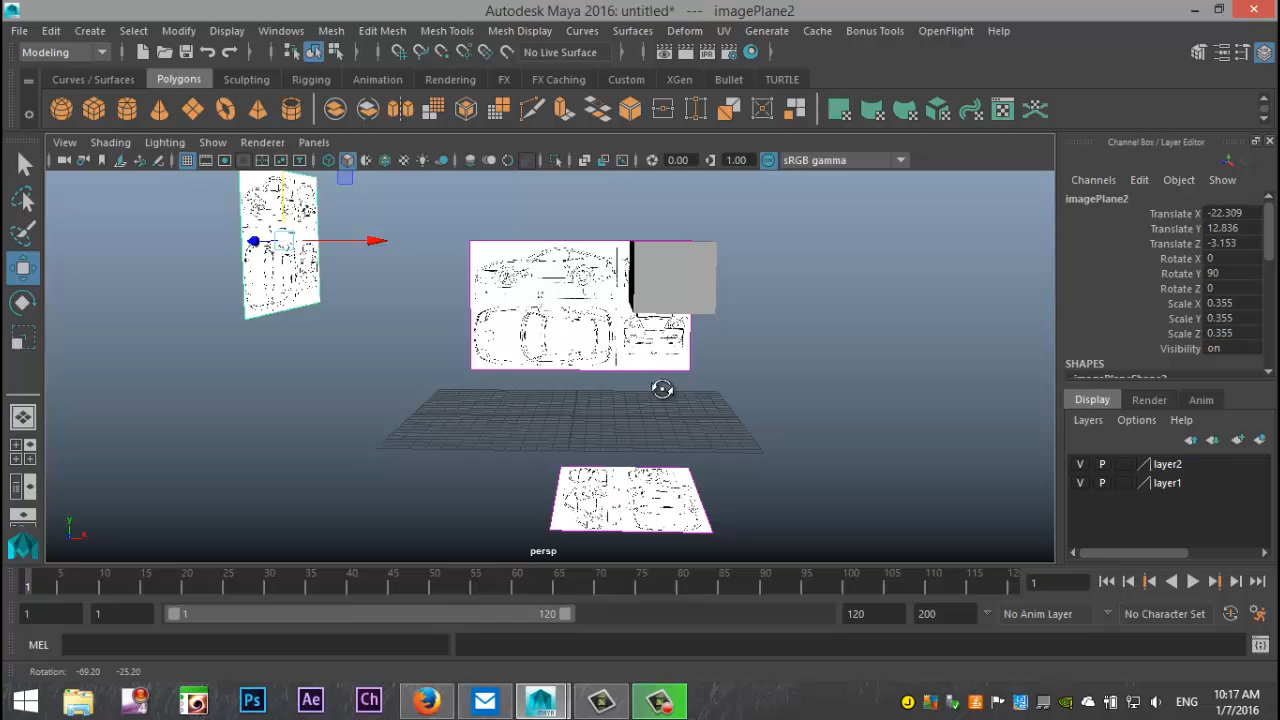 Autodesk Maya 2016: untitled* --- imagePlane2
File Edit Create Select Modify Display Windows Mesh Edit Mesh Mesh Tools Mesh Display Curves Surfaces Deform UV Generate Cache Bonus Tools OpenFlight Help
Modeling No Live Surface
Curves / Surfaces Polygons Sculpting Rigging Animation Rendering FX FX Caching Custom XGen Bullet TURTLE
View Shading Lighting Show Renderer Panels
0.00 1.00 sRGB gamma
Channel Box / Layer Editor
Channels Edit Object Show
imagePlane2
Translate X -22.309
Translate Y 12.836
Translate Z -3.153
Rotate X 0
Rotate Y 90
Rotate Z 0
Scale X 0.355
Scale Y 0.355
Scale Z 0.355
Visibility on
SHAPES
Display Render Anim
Layers Options Help
V P layer2
V P layer1
y
x
persp
5 10 15 20 25 30 35 40 45 50 55 60 65 70 75 80 85 90 95 100 105 110 115 12
1 1
1 1 1 120 120 200 No Anim Layer No Character Set
MEL
Rotation: -69.20 -25.20
Ps Ae Ch MAYA ENG
10:17 AM
1/7/2016